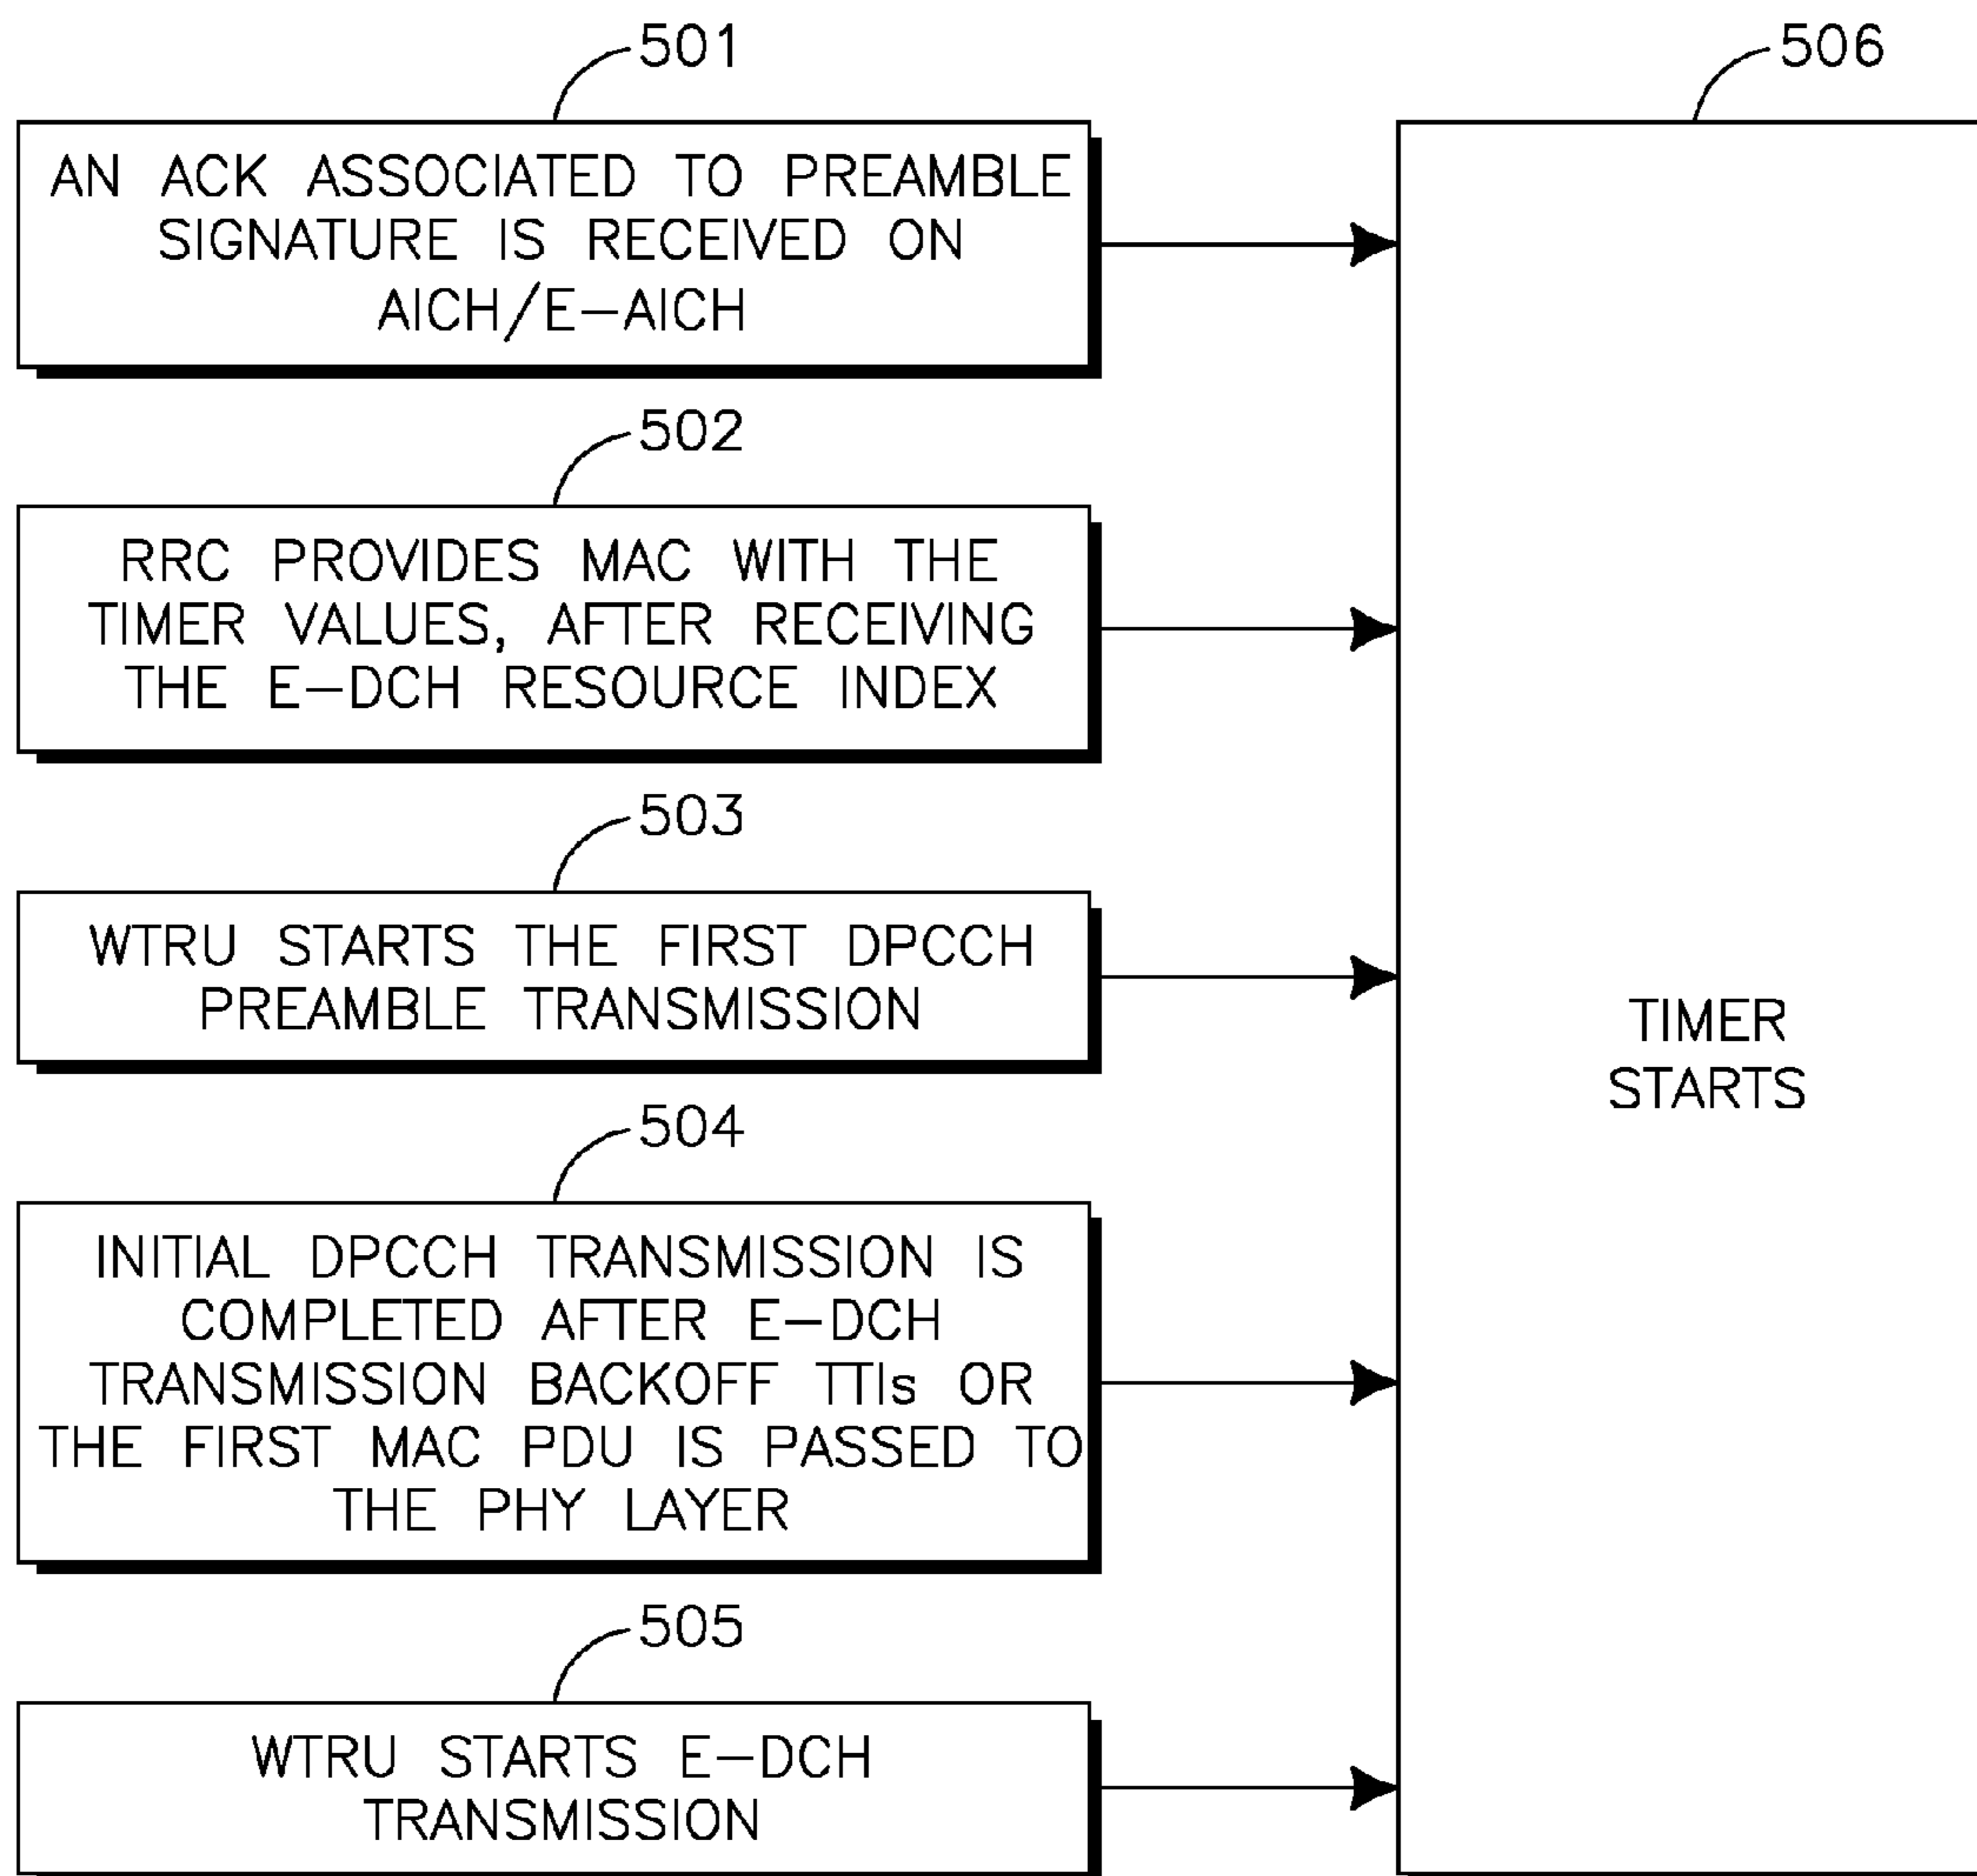 501
AN ACK ASSOCIATED TO PREAMBLE
SIGNATURE IS RECEIVED ON
AICH/E-AICH
502
RRC PROVIDES MAC WITH THE
TIMER VALUES, AFTER RECEIVING
THE E-DCH RESOURCE INDEX
503
WTRU STARTS THE FIRST DPCCH
PREAMBLE TRANSMISSION
504
INITIAL DPCCH TRANSMISSION IS
COMPLETED AFTER E-DCH
TRANSMISSION BACKOFF TTIs OR
THE FIRST MAC PDU IS PASSED TO
THE PHY LAYER
505
WTRU STARTS E-DCH
TRANSMISSION
506
TIMER
STARTS